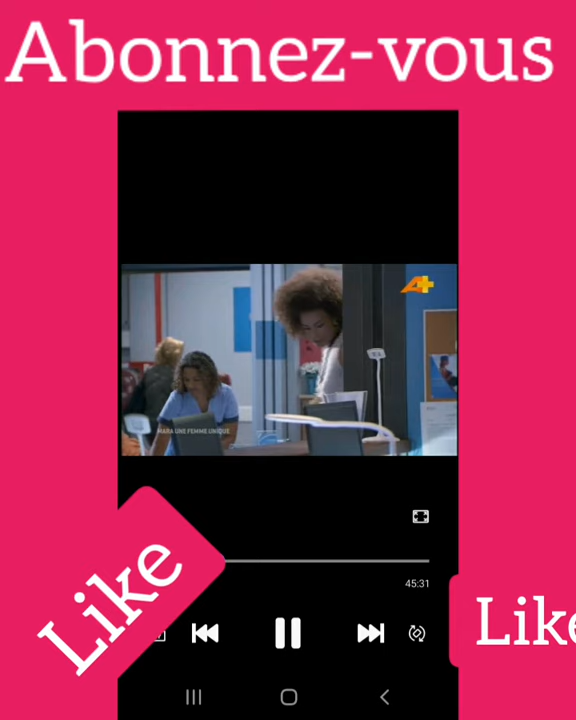 Abonnez-vous
A+
MARA UNE FEMME UNIQUE
Like
45:31
Like